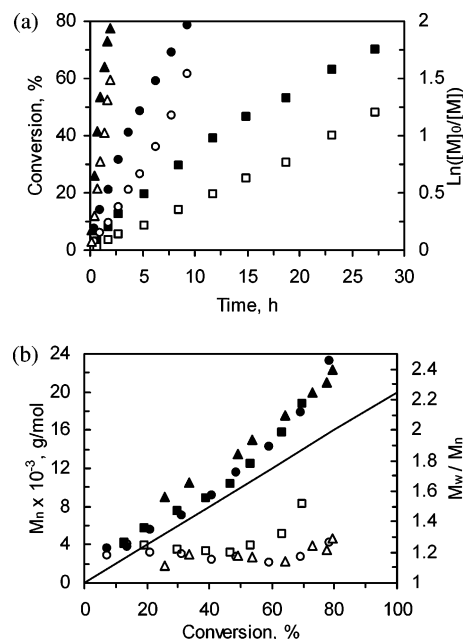 (a)
Conversion, %
80
60
40
20
0
0 5 10 15 20 25 30
Time, h
2
1.5
1
0.5
0
Ln([M]₀/[M])
(b)
Mn x 10⁻³, g/mol
24
20
16
12
8
4
0
0 20 40 60 80 100
Conversion, %
2.4
2.2
2
1.8
1.6
1.4
1.2
1
Mw / Mn